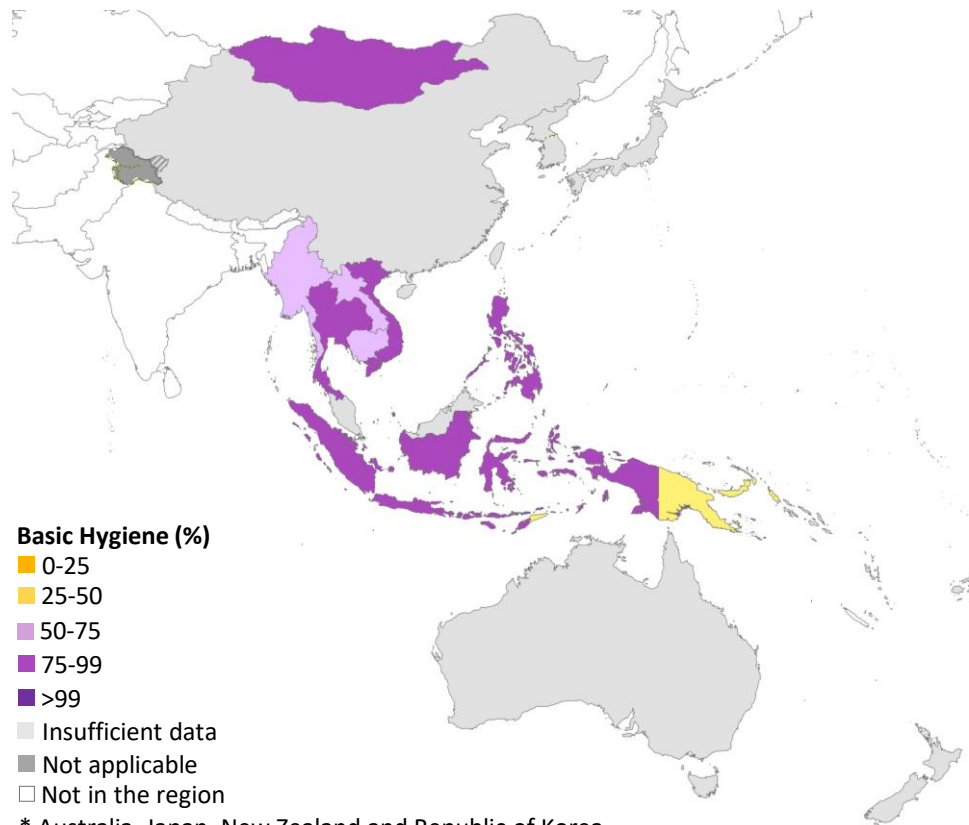 Basic Hygiene (%)
0-25
25-50
50-75
75-99
>99
Insufficient data
Not applicable
Not in the region
* Australia, Japan, New Zealand and Republic of Korea